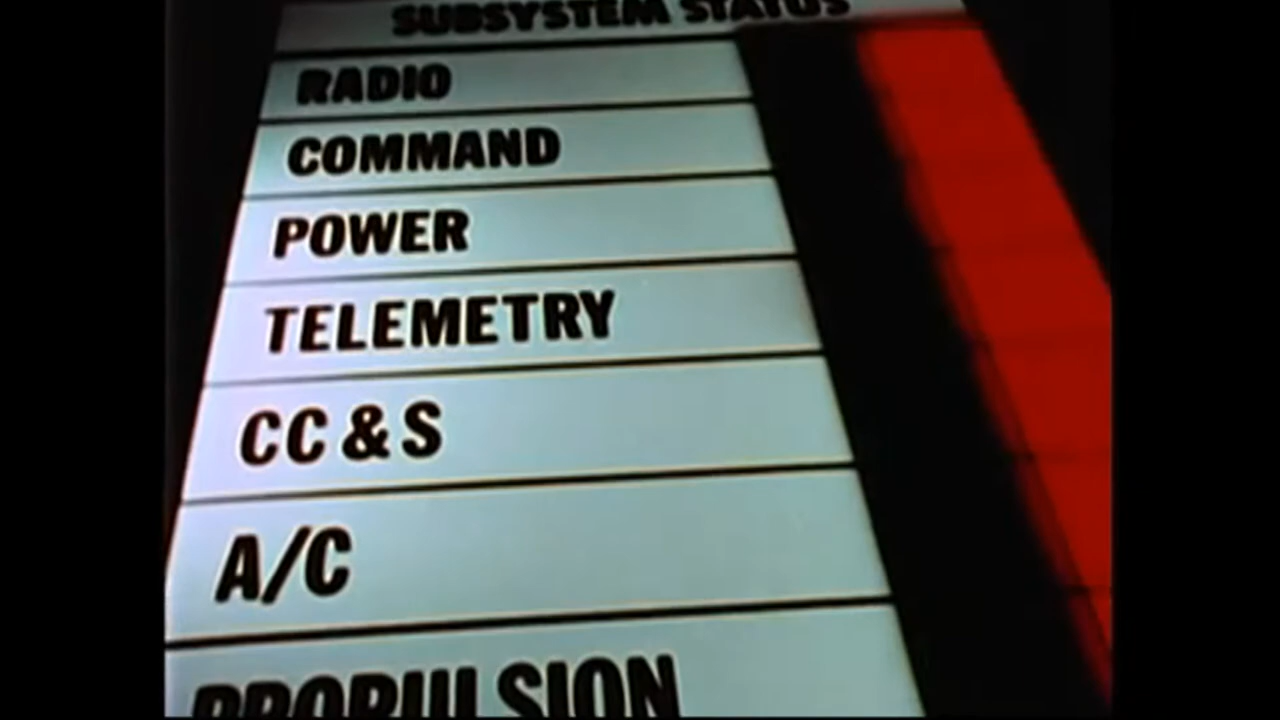 SUBSYSTEM STATUS
RADIO
COMMAND
POWER
TELEMETRY
CC & S
A/C
PROPULSION